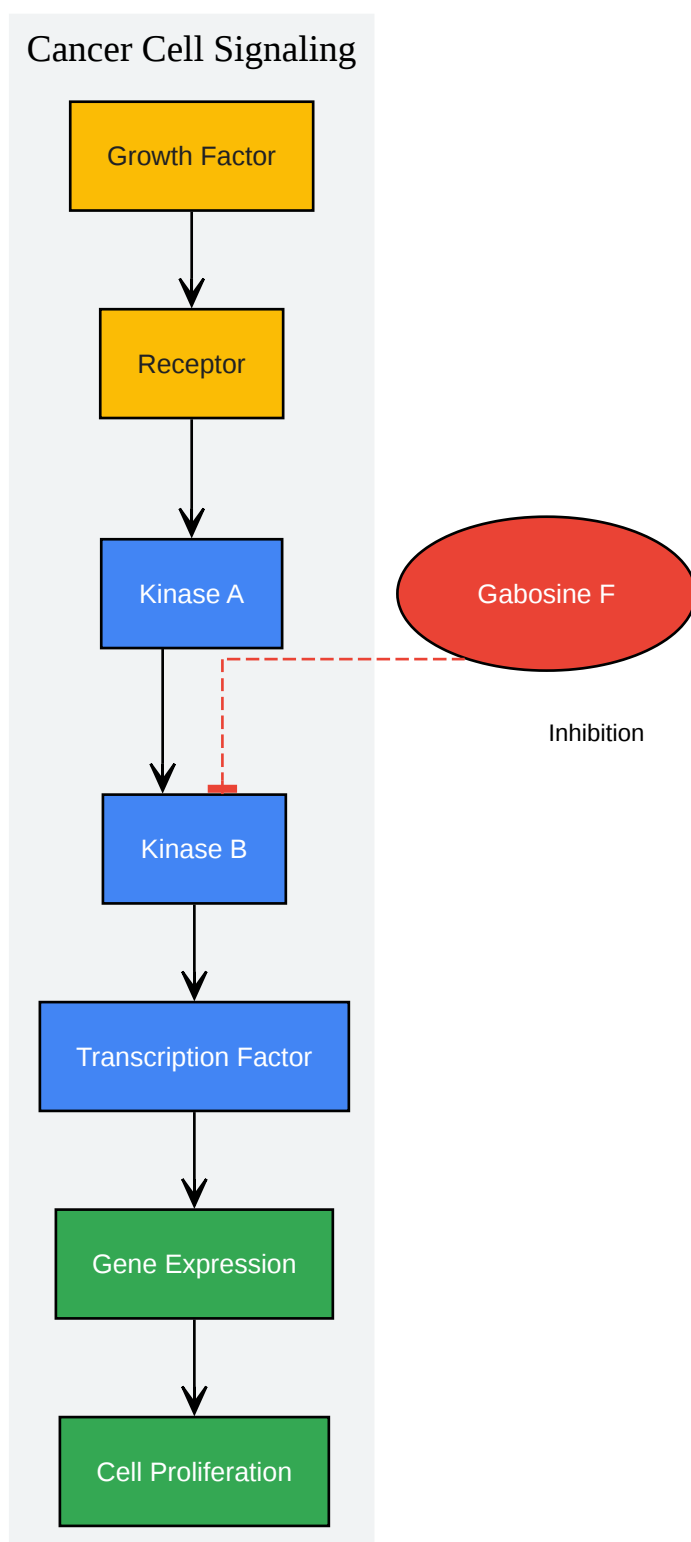 Cancer Cell Signaling
Growth Factor
Receptor
Kinase A
Gabosine F
Inhibition
Kinase B
Transcription Factor
Gene Expression
Cell Proliferation